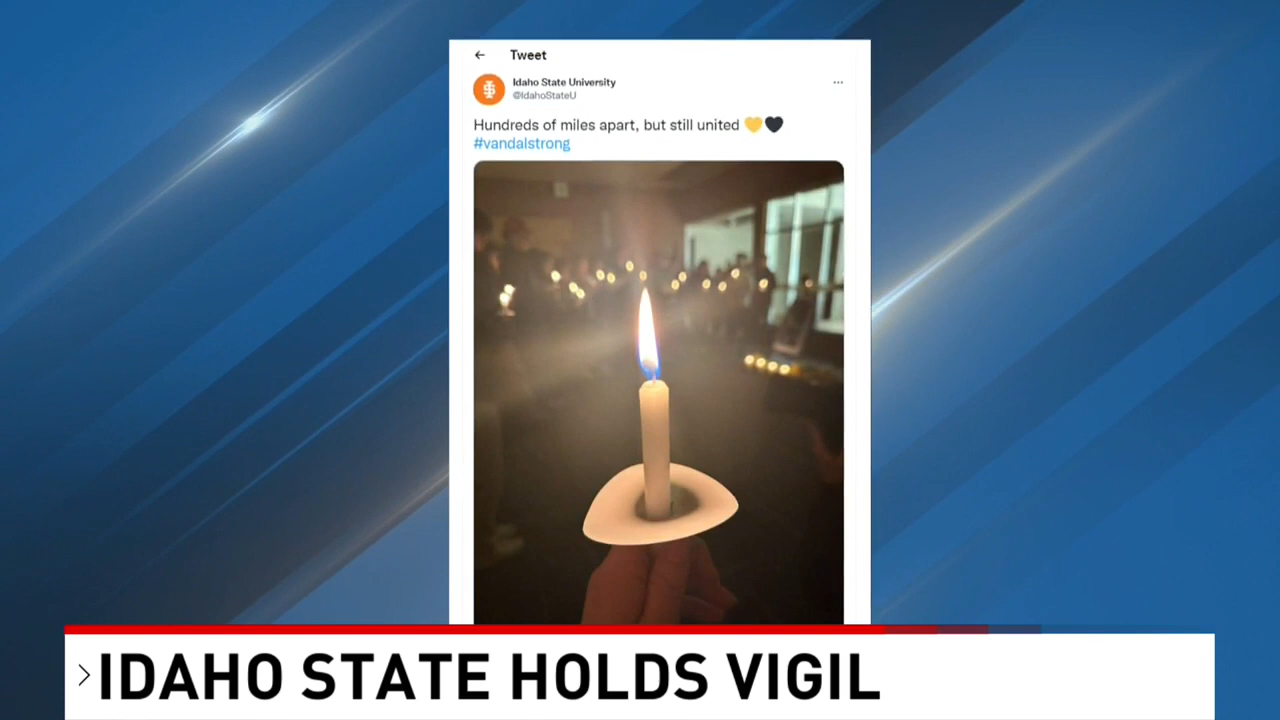 ← Tweet
Idaho State University
@IdahoStateU
Hundreds of miles apart, but still united 💛🖤
#vandalstrong
IDAHO STATE HOLDS VIGIL